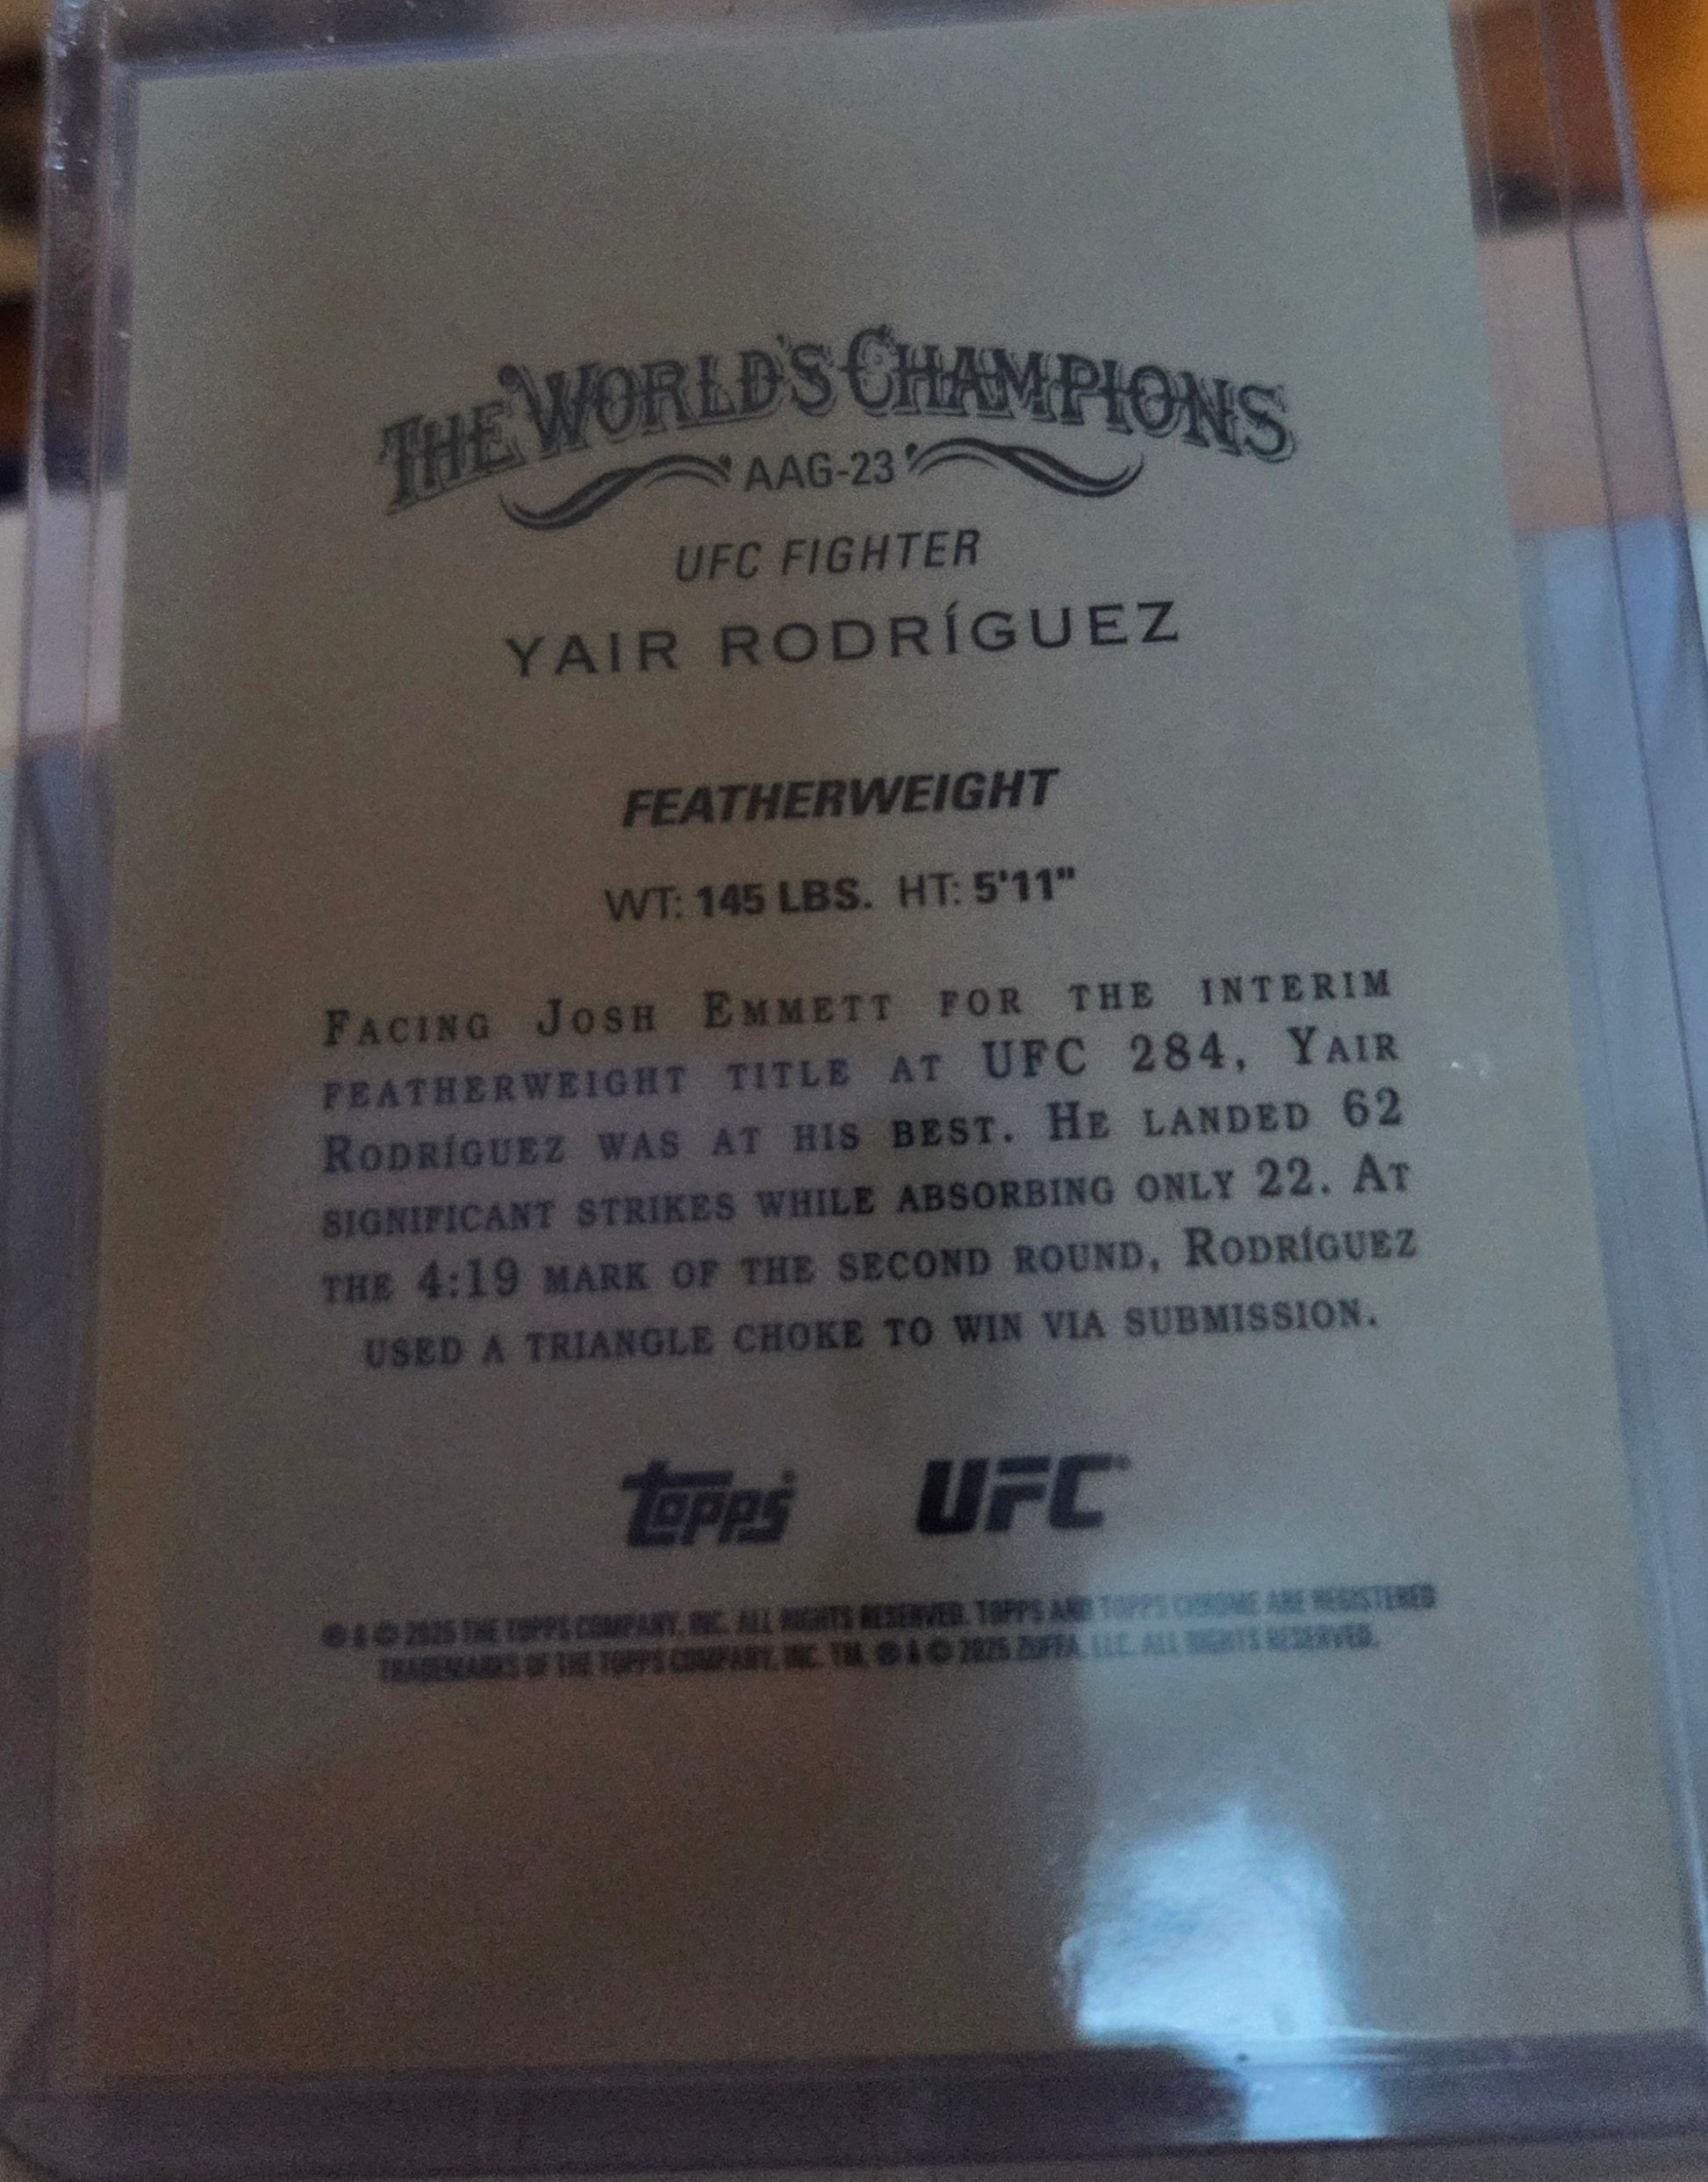 THE WORLD'S CHAMPIONS
AAG-23
UFC FIGHTER
YAIR RODRÍGUEZ
FEATHERWEIGHT
WT: 145 LBS. HT: 5'11"
FACING JOSH EMMETT FOR THE INTERIM
FEATHERWEIGHT TITLE AT UFC 284, YAIR
RODRÍGUEZ WAS AT HIS BEST. HE LANDED 62
SIGNIFICANT STRIKES WHILE ABSORBING ONLY 22. AT
THE 4:19 MARK OF THE SECOND ROUND, RODRÍGUEZ
USED A TRIANGLE CHOKE TO WIN VIA SUBMISSION.
topps UFC
® & © 2025 THE TOPPS COMPANY, INC. ALL RIGHTS RESERVED. TOPPS AND TOPPS CHROME ARE REGISTERED
TRADEMARKS OF THE TOPPS COMPANY, INC. TM, ® & © 2025 ZUFFA, LLC. ALL RIGHTS RESERVED.